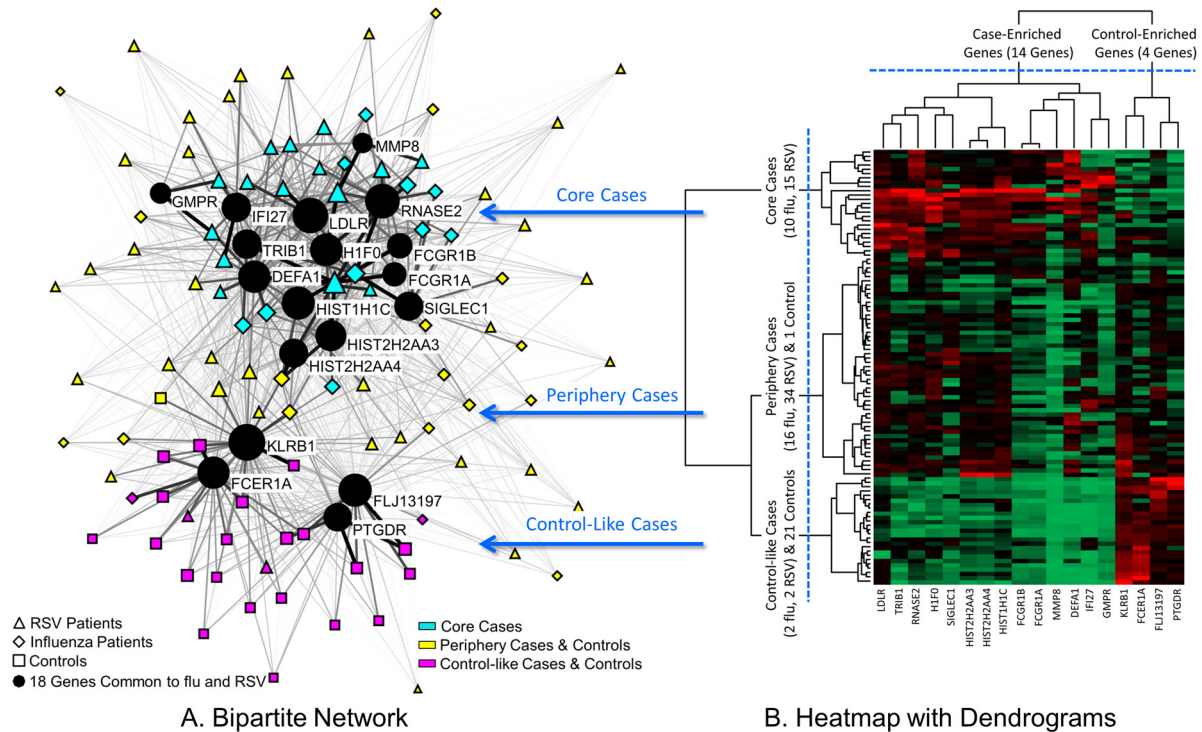 A
B
MMP8
GMPR
IFI27
LDLR
RNASE2
TRIB1
H1F0
FCGR1B
DEFA1
FCGR1A
HIST1H1C
SIGLEC1
HIST2H2AA3
HIST2H2AA4
KLRB1
FCER1A
FLJ13197
PTGDR
RSV Patients
Influenza Patients
Controls
18 Genes Common to flu and RSV
Core Cases
Periphery Cases & Controls
Control-like Cases & Controls
Core Cases
Periphery Cases
Control-Like Cases
Case-Enriched
Genes (14 Genes)
Control-Enriched
Genes (4 Genes)
Core Cases
(10 flu, 15 RSV)
Periphery Cases
(16 flu, 34 RSV) & 1 Control
Control-like Cases
(2 flu, 2 RSV) & 21 Controls
LDLR
TRIB1
RNASE2
H1F0
SIGLEC1
HIST2H2AA3
HIST2H2AA4
HIST1H1C
FCGR1B
FCGR1A
MMP8
DEFA1
IFI27
GMPR
KLRB1
FCER1A
FLJ13197
PTGDR
A. Bipartite Network
B. Heatmap with Dendrograms